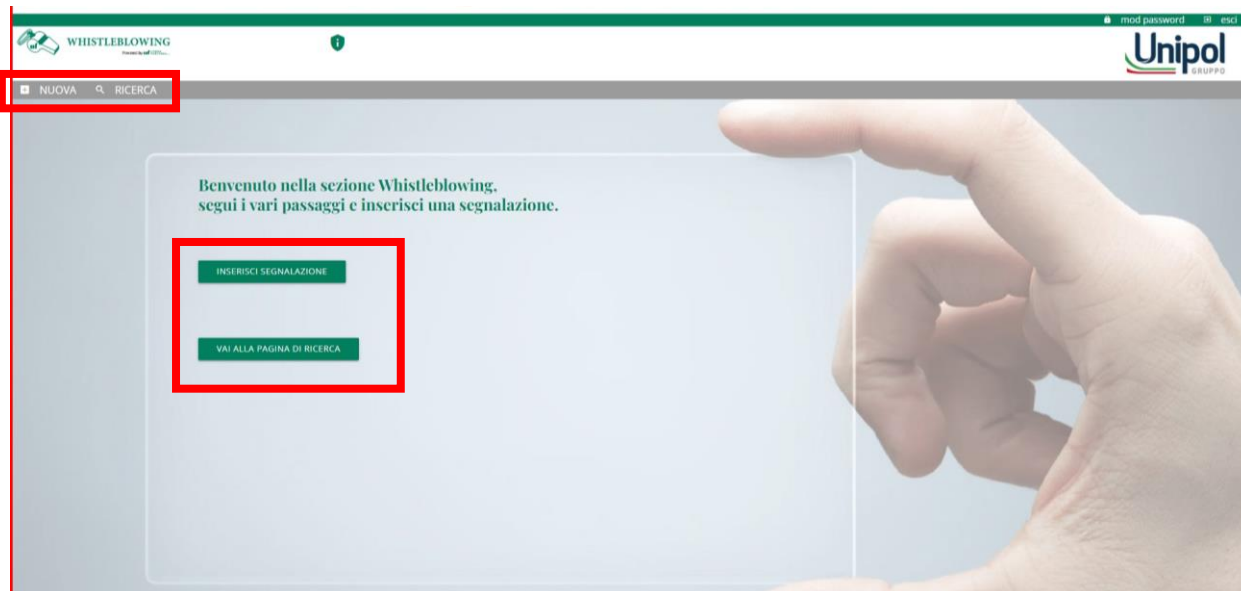 mod password esci
WHISTLEBLOWING
Unipol
GRUPPO
NUOVA RICERCA
Benvenuto nella sezione Whistleblowing,
segui i vari passaggi e inserisci una segnalazione.
INSERISCI SEGNALAZIONE
VAI ALLA PAGINA DI RICERCA